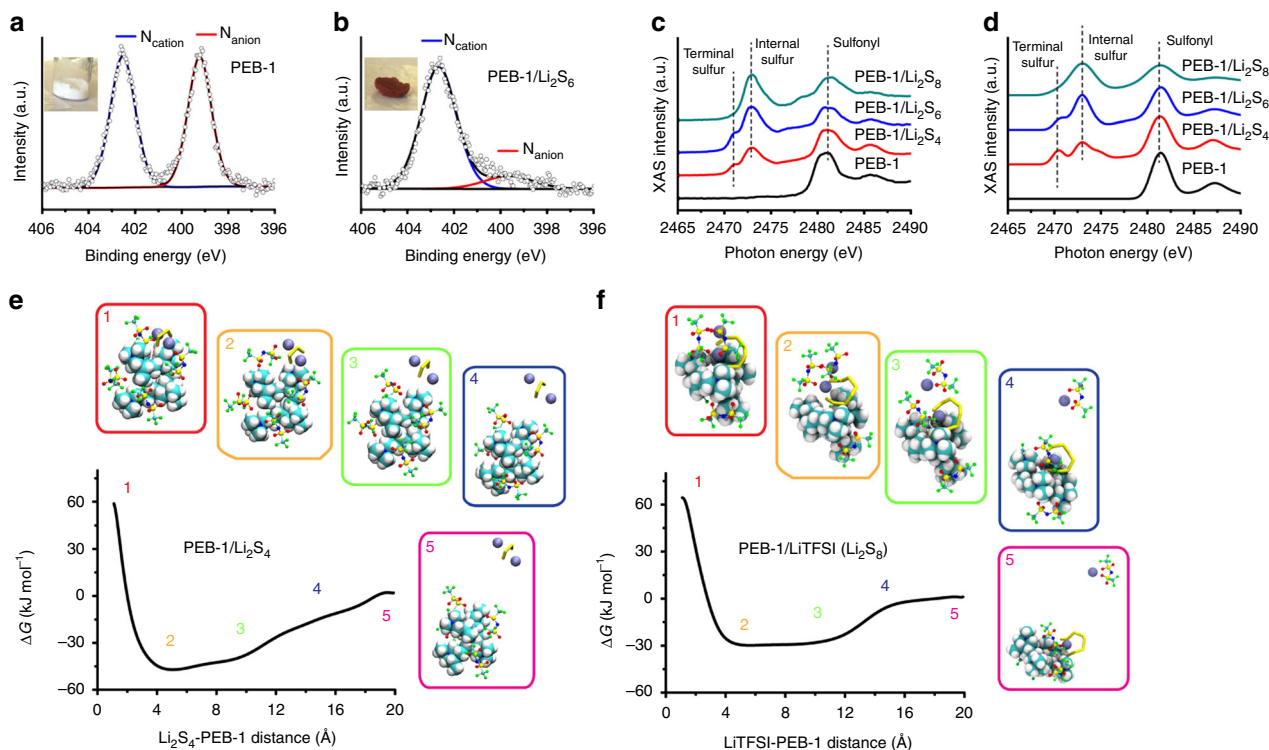 a
N_cation N_anion
PEB-1
Intensity (a.u.)
406 404 402 400 398 396
Binding energy (eV)
b
N_cation
PEB-1/Li₂S₆
N_anion
Intensity (a.u.)
406 404 402 400 398 396
Binding energy (eV)
c
Terminal sulfur
Internal sulfur
Sulfonyl
PEB-1/Li₂S₈
PEB-1/Li₂S₆
PEB-1/Li₂S₄
PEB-1
XAS intensity (a.u.)
2465 2470 2475 2480 2485 2490
Photon energy (eV)
d
Terminal sulfur
Internal sulfur
Sulfonyl
PEB-1/Li₂S₈
PEB-1/Li₂S₆
PEB-1/Li₂S₄
PEB-1
XAS intensity (a.u.)
2465 2470 2475 2480 2485 2490
Photon energy (eV)
e
1
2
3
4
5
60
30
0
−30
−60
ΔG (kJ mol⁻¹)
1
2
3
4
5
PEB-1/Li₂S₄
0 4 8 12 16 20
Li₂S₄-PEB-1 distance (Å)
f
1
2
3
4
5
60
30
0
−30
−60
ΔG (kJ mol⁻¹)
1
2
3
4
5
PEB-1/LiTFSI (Li₂S₈)
0 4 8 12 16 20
LiTFSI-PEB-1 distance (Å)